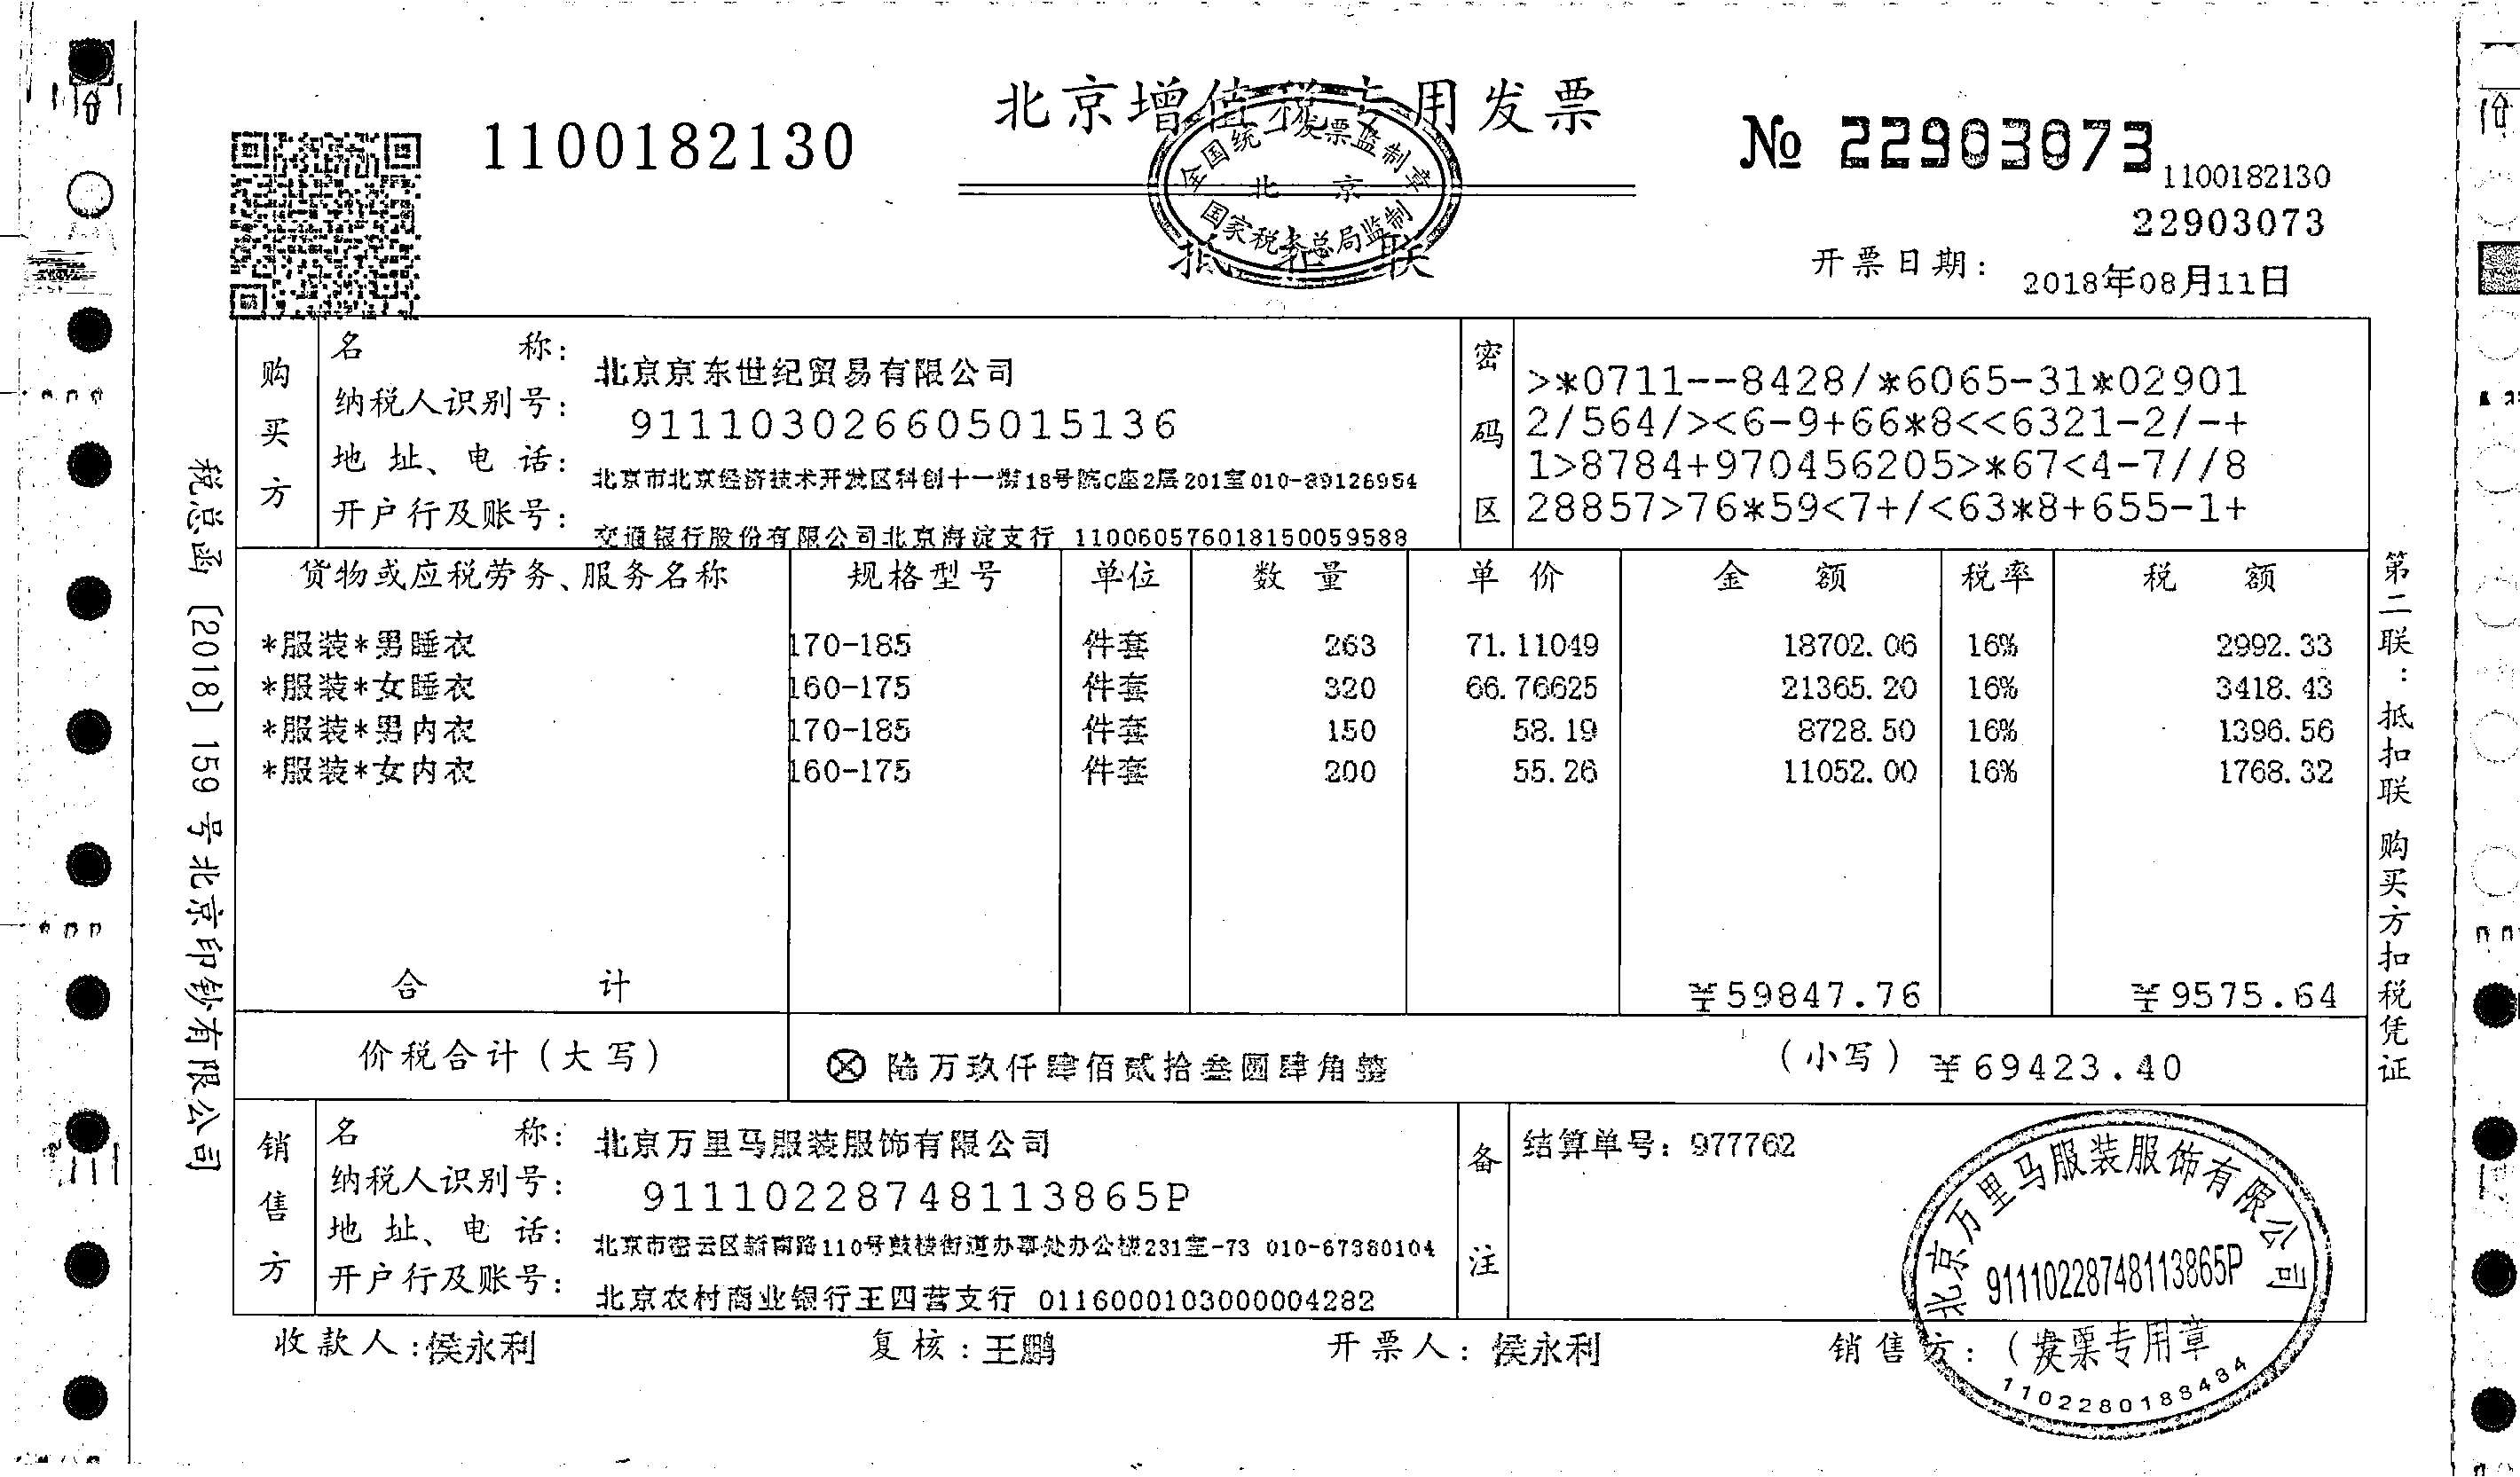 北京增值税专用发票
1100182130
№ 22903073
1100182130
22903073
全国统一发票监制章
北京
国家税务总局监制
抵扣联
开票日期: 2018年08月11日
购买方
名 称: 北京京东世纪贸易有限公司
纳税人识别号: 911103026605015136
地 址、电 话: 北京市北京经济技术开发区科创十一街18号院C座2层201室010-89126954
开户行及账号: 交通银行股份有限公司北京海淀支行 110060576018150059588
密码区
>*0711--8428/*6065-31*02901
2/564/><6-9+66*8<<6321-2/-+
1>8784+970456205>*67<4-7//8
28857>76*59<7+/<63*8+655-1+
货物或应税劳务、服务名称 规格型号 单位 数 量 单 价 金 额 税率 税 额
*服装*男睡衣 170-185 件套 263 71.11049 18702.06 16% 2992.33
*服装*女睡衣 160-175 件套 320 66.76625 21365.20 16% 3418.43
*服装*男内衣 170-185 件套 150 58.19 8728.50 16% 1396.56
*服装*女内衣 160-175 件套 200 55.26 11052.00 16% 1768.32
合 计 ¥59847.76 ¥9575.64
价税合计(大写) ⊗ 陆万玖仟肆佰贰拾叁圆肆角整 (小写) ¥69423.40
销售方
名 称: 北京万里马服装服饰有限公司
纳税人识别号: 91110228748113865P
地 址、电 话: 北京市密云区新南路110号鼓楼街道办事处办公楼231室-73 010-67380104
开户行及账号: 北京农村商业银行王四营支行 0116000103000004282
备注
结算单号: 977762
北京万里马服装服饰有限公司
91110228748113865P
发票专用章
1102280188484
收款人:侯永利 复核:王鹏 开票人: 侯永利 销售方: (章)
税总函〔2018〕159号北京印钞有限公司
第二联:抵扣联 购买方扣税凭证